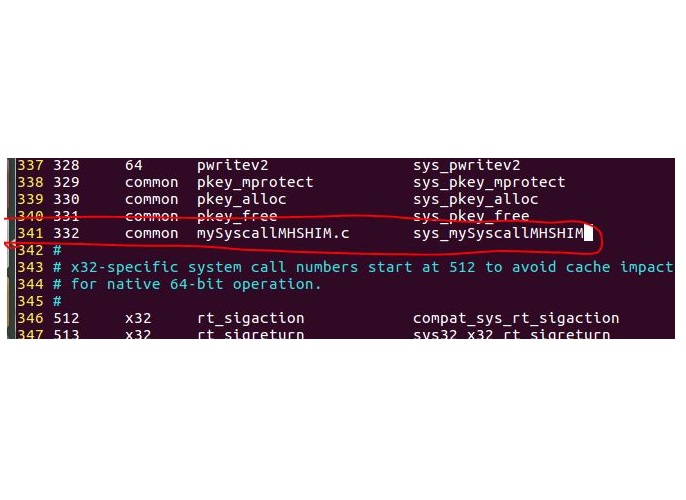 337 328 64 pwritev2 sys_pwritev2
338 329 common pkey_mprotect sys_pkey_mprotect
339 330 common pkey_alloc sys_pkey_alloc
340 331 common pkey_free sys_pkey_free
341 332 common mySyscallMHSHIM.c sys_mySyscallMHSHIM
342 #
343 # x32-specific system call numbers start at 512 to avoid cache impact
344 # for native 64-bit operation.
345 #
346 512 x32 rt_sigaction compat_sys_rt_sigaction
347 513 x32 rt_sigreturn sys32_x32_rt_sigreturn